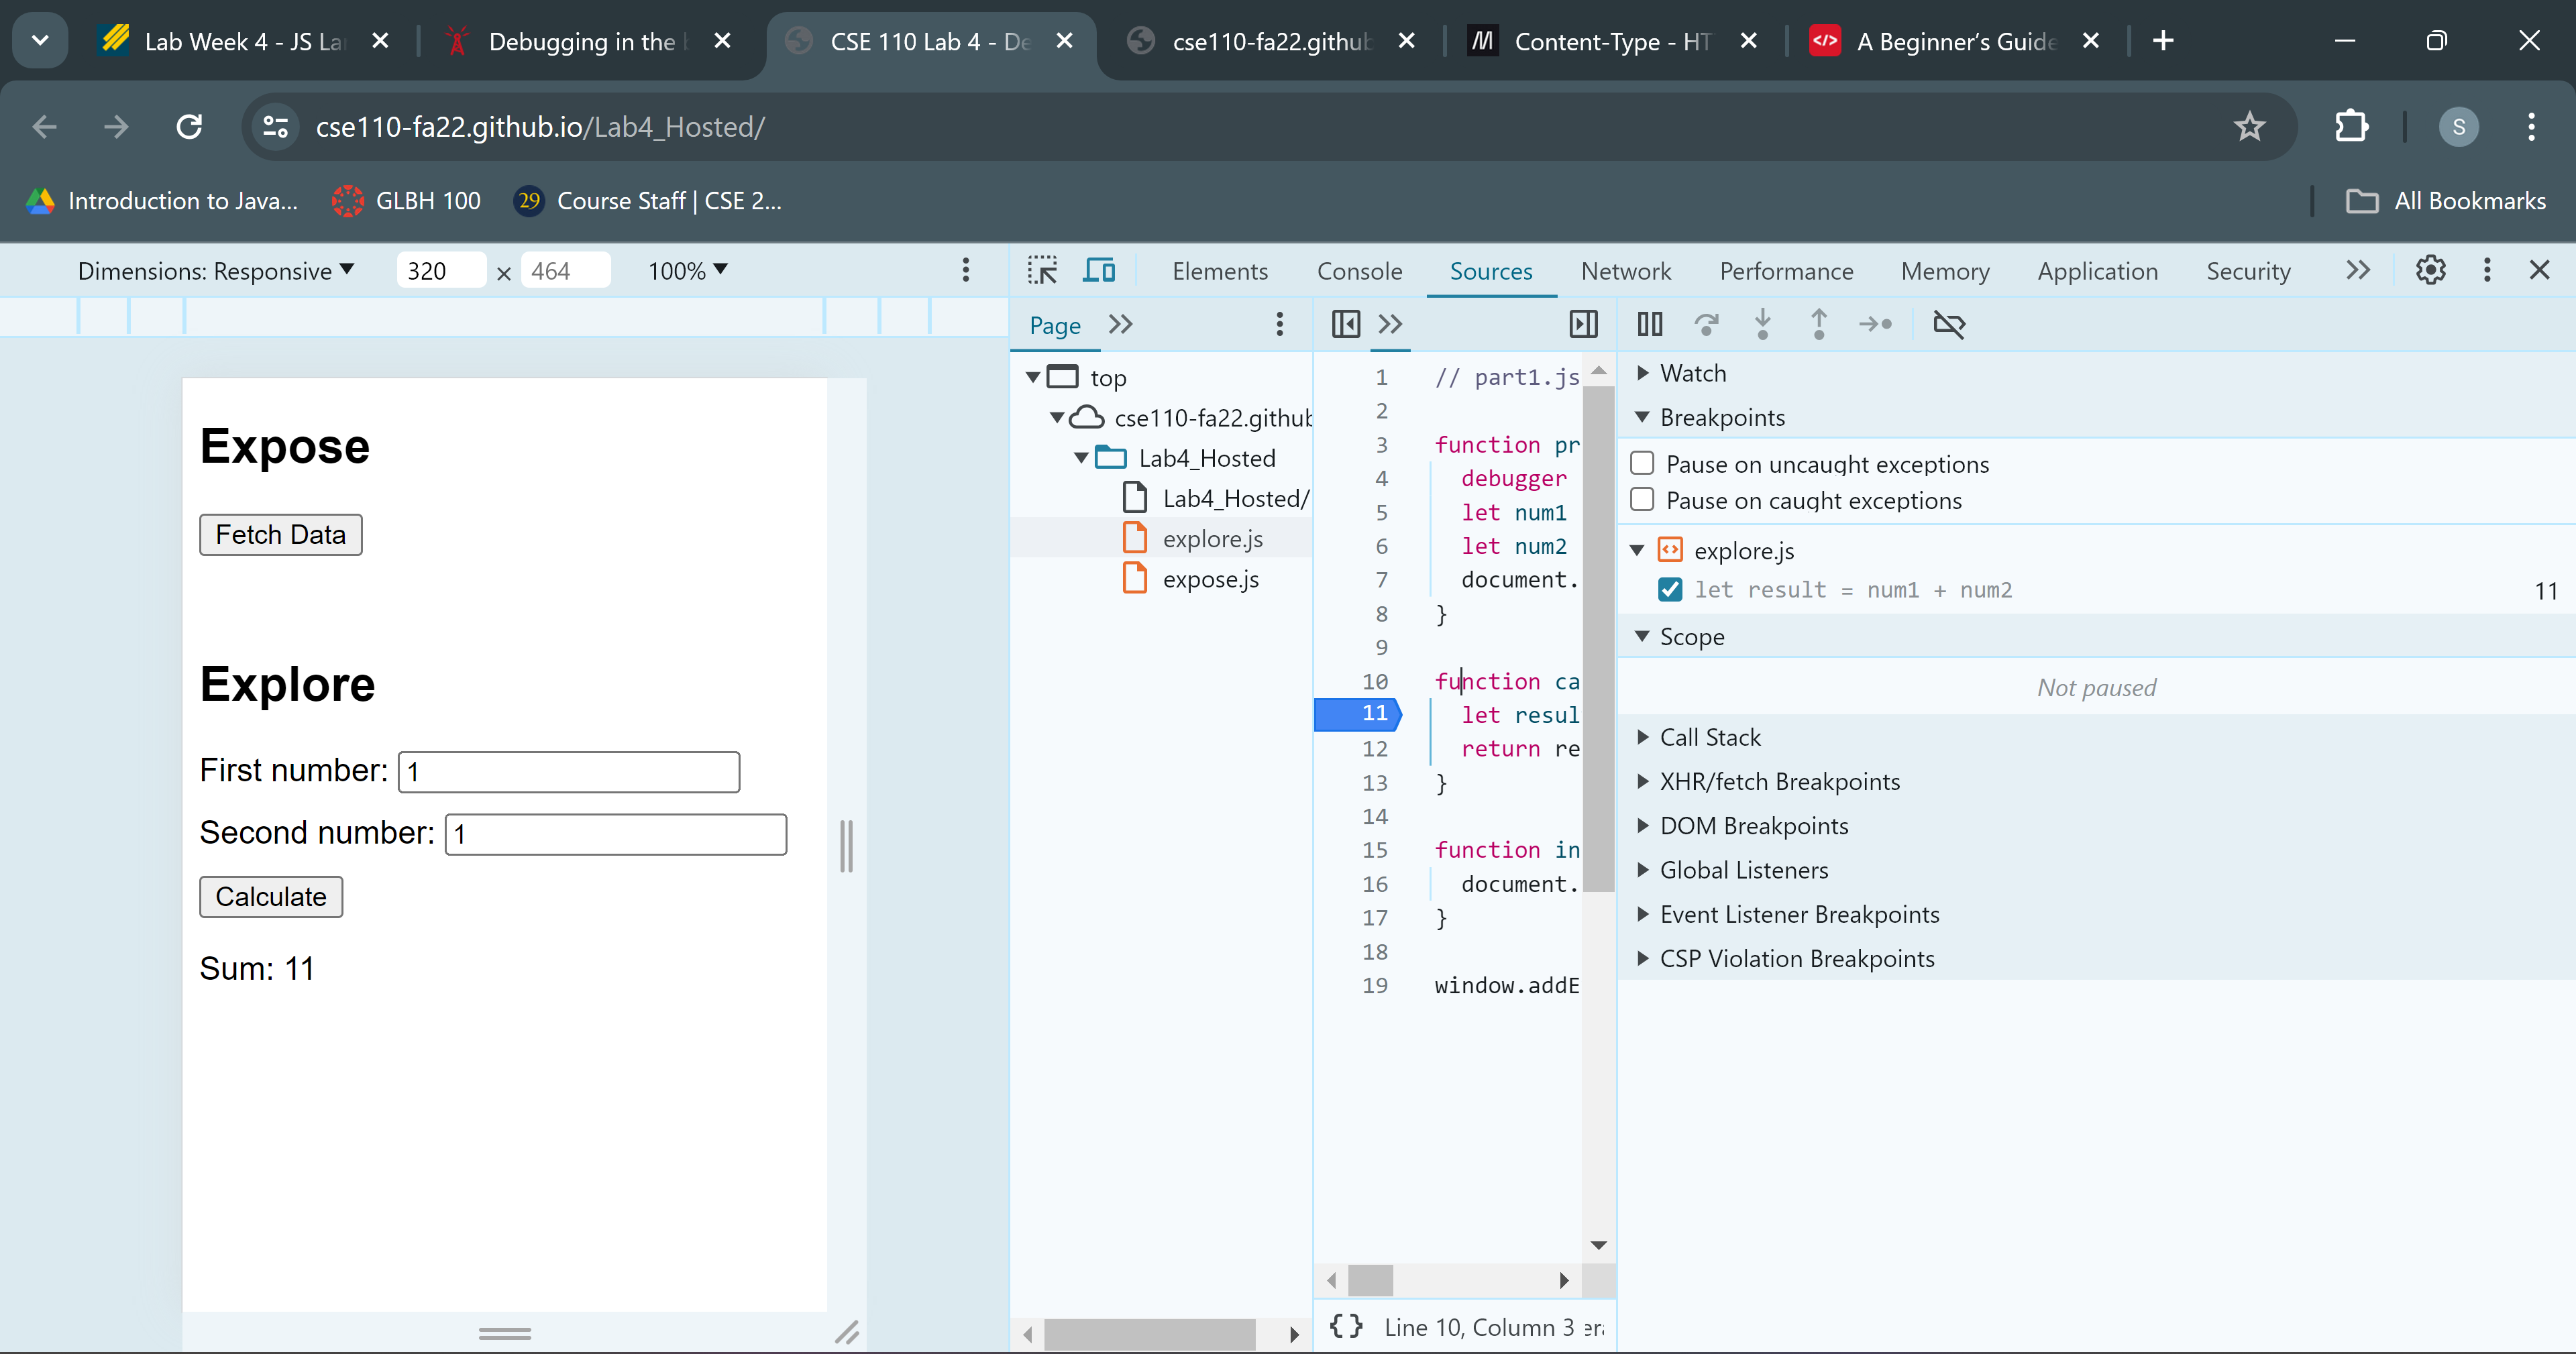 Lab Week 4 - JS La
Debugging in the b
CSE 110 Lab 4 - De
cse110-fa22.githu
Content-Type - HT
A Beginner's Guide
cse110-fa22.github.io/Lab4_Hosted/
S
Introduction to Java...
GLBH 100
29 Course Staff | CSE 2...
All Bookmarks
Dimensions: Responsive
320 × 464
100%
Elements Console Sources Network Performance Memory Application Security
Page
Expose
Fetch Data
Explore
First number: 1
Second number: 1
Calculate
Sum: 11
top
cse110-fa22.github
Lab4_Hosted
Lab4_Hosted/
explore.js
expose.js
1 // part1.js
2
3 function pr
4 debugger
5 let num1
6 let num2
7 document.
8 }
9
10 function ca
11 let resul
12 return re
13 }
14
15 function in
16 document.
17 }
18
19 window.addE
{} Line 10, Column 3
Watch
Breakpoints
Pause on uncaught exceptions
Pause on caught exceptions
explore.js
let result = num1 + num2 11
Scope
Not paused
Call Stack
XHR/fetch Breakpoints
DOM Breakpoints
Global Listeners
Event Listener Breakpoints
CSP Violation Breakpoints